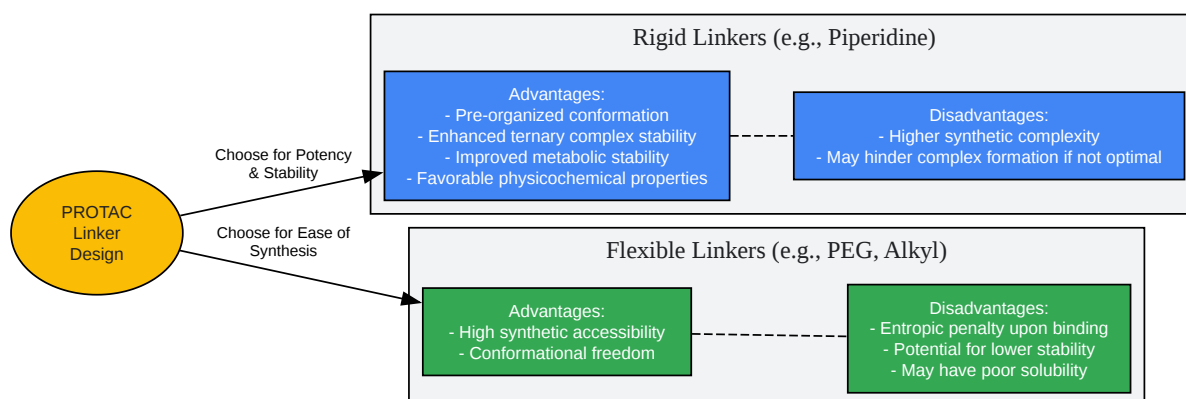 Rigid Linkers (e.g., Piperidine)
Advantages:
- Pre-organized conformation
- Enhanced ternary complex stability
- Improved metabolic stability
- Favorable physicochemical properties
Disadvantages:
- Higher synthetic complexity
- May hinder complex formation if not optimal
Choose for Potency
& Stability
PROTAC
Linker
Design
Choose for Ease of
Synthesis
Flexible Linkers (e.g., PEG, Alkyl)
Advantages:
- High synthetic accessibility
- Conformational freedom
Disadvantages:
- Entropic penalty upon binding
- Potential for lower stability
- May have poor solubility